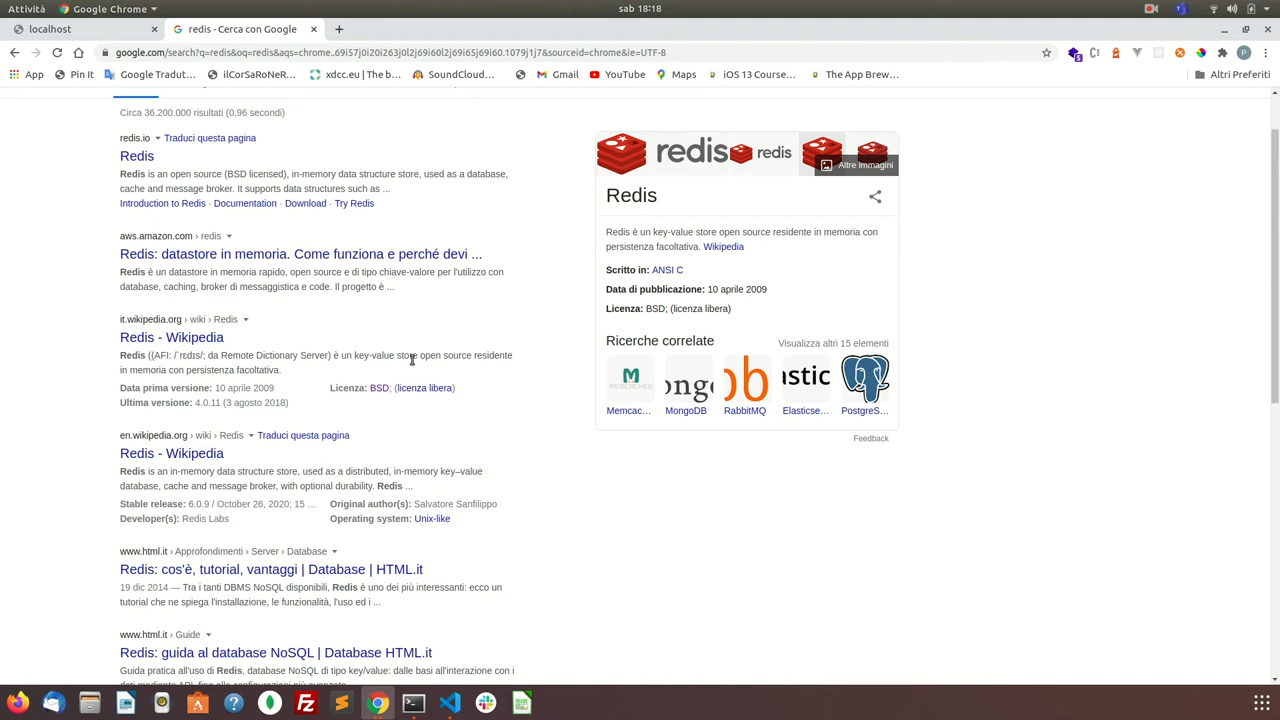 Attività
Google Chrome
sab 18:18
localhost
redis - Cerca con Google
google.com/search?q=redis&oq=redis&aqs=chrome..69i57j0i20i263j0l2j69i60l2j69i65j69i60.1079j1j7&sourceid=chrome&ie=UTF-8
App
Pin It
Google Tradut...
ilCorSaRoNeR...
xdcc.eu | The b...
SoundCloud...
Gmail
YouTube
Maps
iOS 13 Course...
The App Brew...
Altri Preferiti
Circa 36.200.000 risultati (0,96 secondi)
redis.io
Traduci questa pagina
Redis
Redis is an open source (BSD licensed), in-memory data structure store, used as a database,
cache and message broker. It supports data structures such as ...
Introduction to Redis · Documentation · Download · Try Redis
aws.amazon.com › redis
Redis: datastore in memoria. Come funziona e perché devi ...
Redis è un datastore in memoria rapido, open source e di tipo chiave-valore per l'utilizzo con
database, caching, broker di messaggistica e code. Il progetto è ...
it.wikipedia.org › wiki › Redis
Redis - Wikipedia
Redis ((AFI: /ˈrɛdɪs/; da Remote Dictionary Server) è un key-value store open source residente
in memoria con persistenza facoltativa.
Data prima versione: 10 aprile 2009
Licenza: BSD; (licenza libera)
Ultima versione: 4.0.11 (3 agosto 2018)
en.wikipedia.org › wiki › Redis
Traduci questa pagina
Redis - Wikipedia
Redis is an in-memory data structure store, used as a distributed, in-memory key–value
database, cache and message broker, with optional durability. Redis ...
Stable release: 6.0.9 / October 26, 2020; 15 ...
Original author(s): Salvatore Sanfilippo
Developer(s): Redis Labs
Operating system: Unix-like
www.html.it › Approfondimenti › Server › Database
Redis: cos'è, tutorial, vantaggi | Database | HTML.it
19 dic 2014 — Tra i tanti DBMS NoSQL disponibili, Redis è uno dei più interessanti: ecco un
tutorial che ne spiega l'installazione, le funzionalità, l'uso ed i ...
www.html.it › Guide
Redis: guida al database NoSQL | Database HTML.it
Guida pratica all'uso di Redis, database NoSQL di tipo key/value: dalle basi all'interazione con i
redis
redis
Altre immagini
Redis
Redis è un key-value store open source residente in memoria con
persistenza facoltativa. Wikipedia
Scritto in: ANSI C
Data di pubblicazione: 10 aprile 2009
Licenza: BSD; (licenza libera)
Ricerche correlate
Visualizza altri 15 elementi
MEMCACHED
ongo
astic
Memcac...
MongoDB
RabbitMQ
Elasticse...
PostgreS...
Feedback